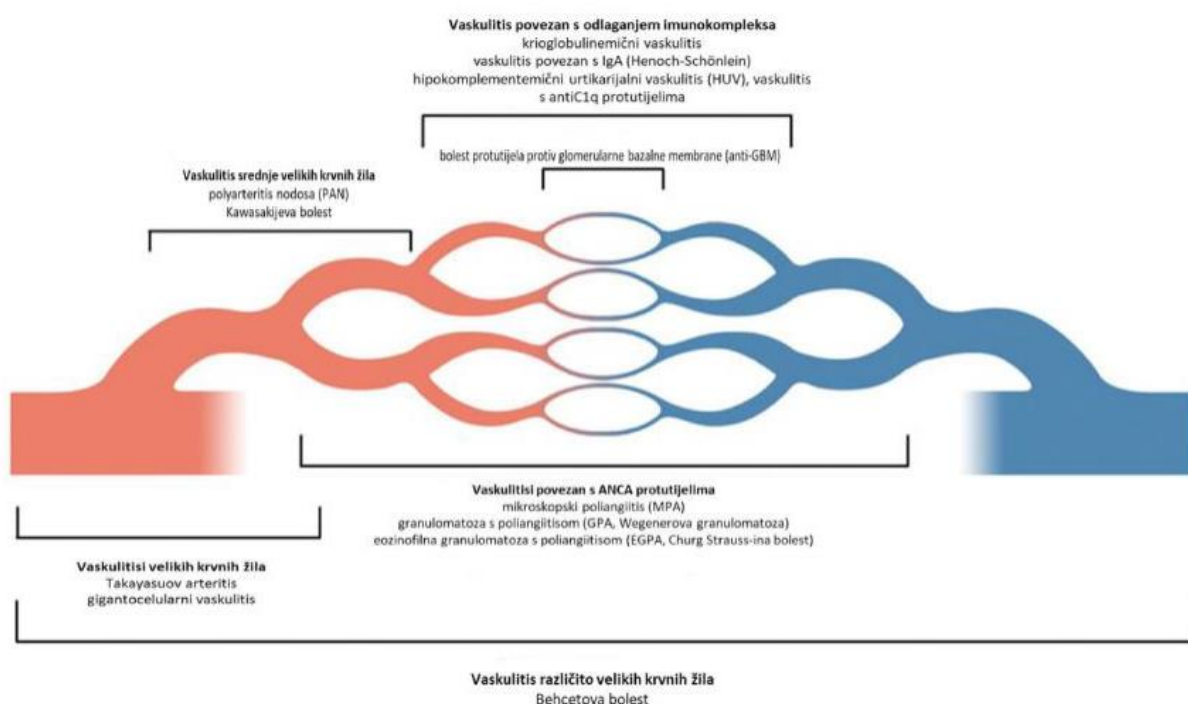 Vaskulitis povezan s odlaganjem imunokompleksa
krioglobulinemični vaskulitis
vaskulitis povezan s IgA (Henoch-Schönlein)
hipokomplementemični urtikarijalni vaskulitis (HUV), vaskulitis
s antiC1q protutijelima
bolest protutijela protiv glomerularne bazalne membrane (anti-GBM)
Vaskulitis srednje velikih krvnih žila
polyarteritis nodosa (PAN)
Kawasakijeva bolest
Vaskulitisi povezan s ANCA protutijelima
mikroskopski poliangiitis (MPA)
granulomatoza s poliangiitisom (GPA, Wegenerova granulomatoza)
eozinofilna granulomatoza s poliangiitisom (EGPA, Churg Strauss-ina bolest)
Vaskulitisi velikih krvnih žila
Takayasuov arteritis
gigantocelularni vaskulitis
Vaskulitis različito velikih krvnih žila
Behcetova bolest